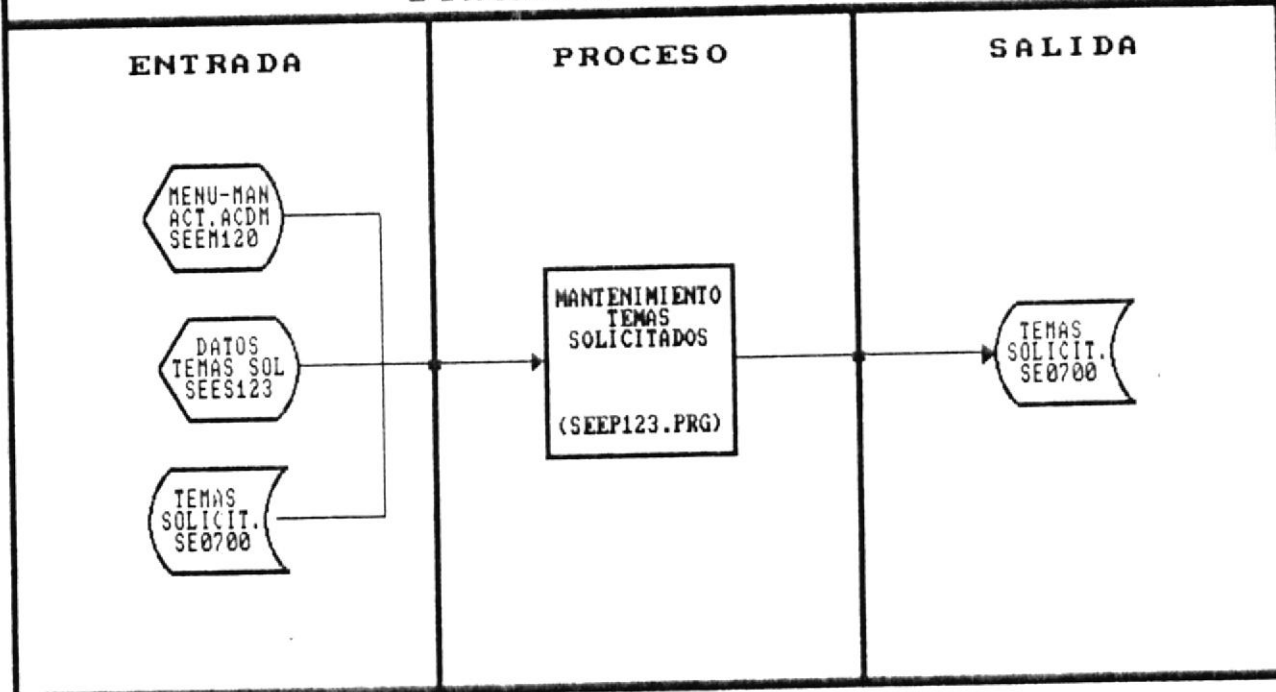 ENTRADA
PROCESO
SALIDA
MENU-MAN
ACT.ACDM
SEEM120
DATOS
TEMAS SOL
SEES123
TEMAS
SOLICIT.
SE0700
MANTENIMIENTO
TEMAS
SOLICITADOS
(SEEP123.PRG)
TEMAS
SOLICIT.
SE0700